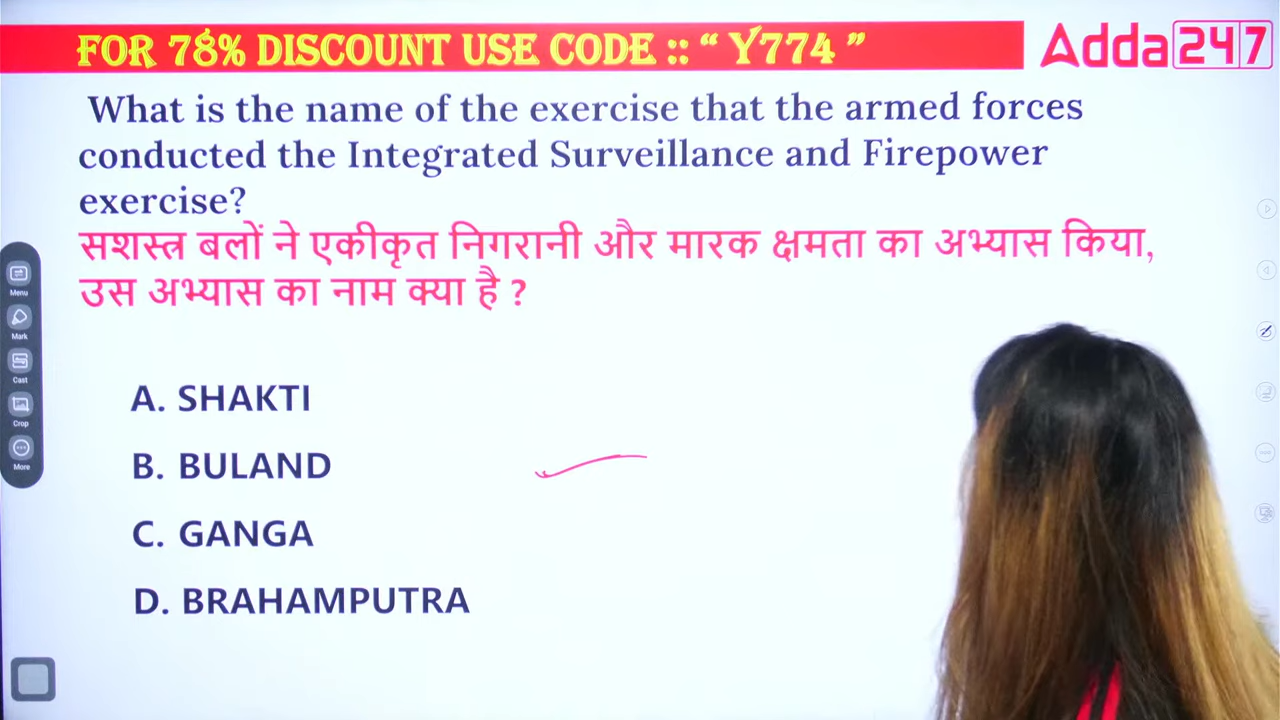 FOR 78% DISCOUNT USE CODE :: “ Y774 ”
Adda247
What is the name of the exercise that the armed forces
conducted the Integrated Surveillance and Firepower
exercise?
सशस्त्र बलों ने एकीकृत निगरानी और मारक क्षमता का अभ्यास किया,
उस अभ्यास का नाम क्या है ?
Menu
Mark
Cast
Crop
More
A. SHAKTI
B. BULAND
C. GANGA
D. BRAHAMPUTRA